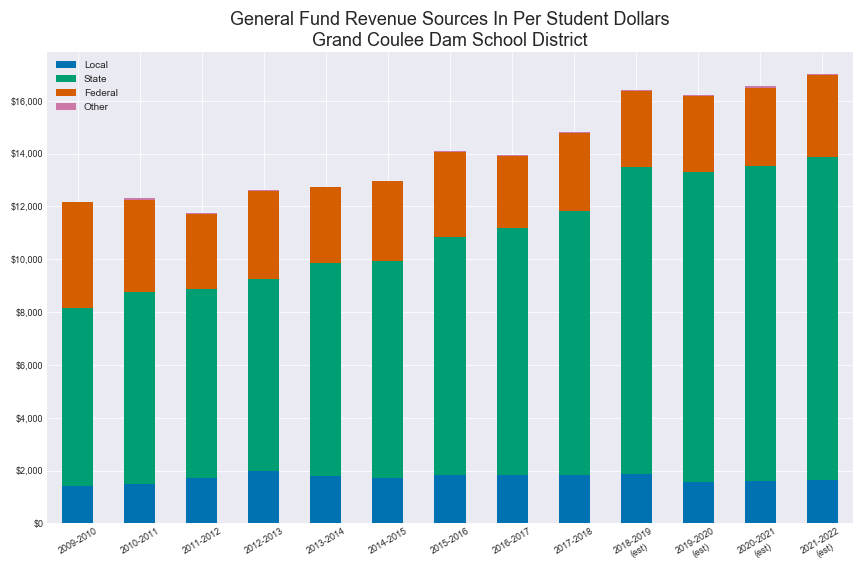 General Fund Revenue Sources In Per Student Dollars
Grand Coulee Dam School District
Local
State
Federal
Other
$16,000
$14,000
$12,000
$10,000
$8,000
$6,000
$4,000
$2,000
$0
2009-2010
2010-2011
2011-2012
2012-2013
2013-2014
2014-2015
2015-2016
2016-2017
2017-2018
2018-2019
(est)
2019-2020
(est)
2020-2021
(est)
2021-2022
(est)